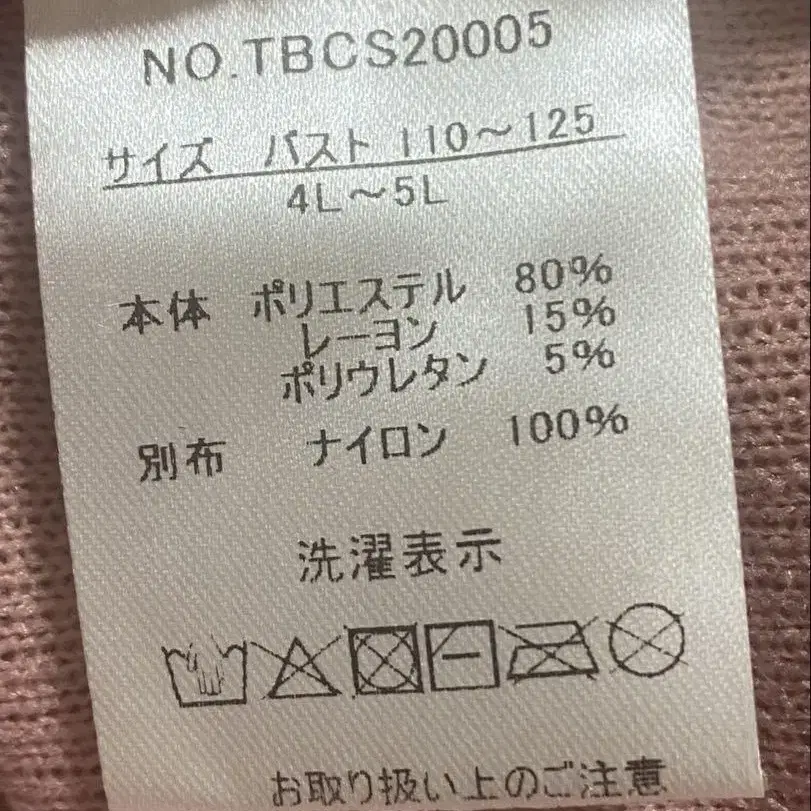 NO.TBCS20005
サイズ バスト 110～125
4L～5L
本体 ポリエステル 80%
レーヨン 15%
ポリウレタン 5%
別布 ナイロン 100%
洗濯表示
お取り扱い上のご注意